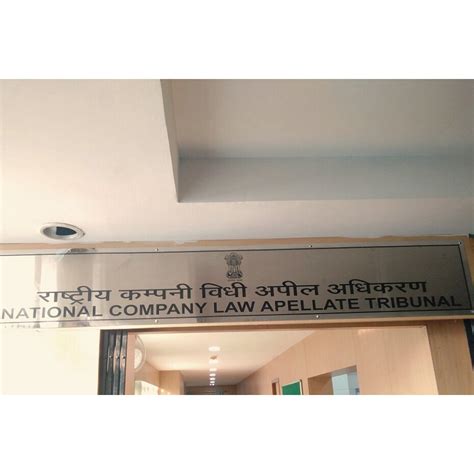 राष्ट्रीय कम्पनी विधी अपील अधिकरण
NATIONAL COMPANY LAW APELLATE TRIBUNAL